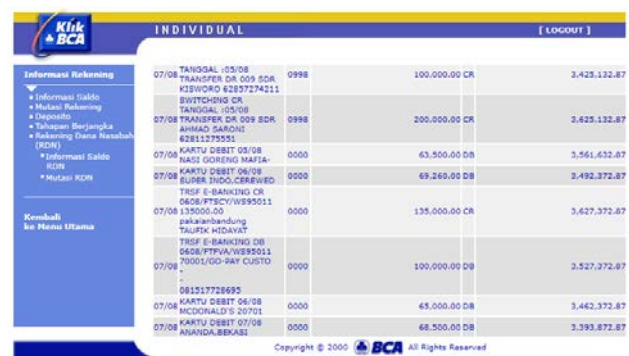 Klik
BCA
INDIVIDUAL
[ LOGOUT ]
Informasi Rekening
Informasi Saldo
Mutasi Rekening
Deposito
Tahapan Berjangka
Rekening Dana Nasabah
(RDN)
Informasi Saldo
RDN
Mutasi RDN
Kembali
ke Menu Utama
TANGGAL :05/08
07/08 TRANSFER DR 009 SDR 0998 100,000.00 CR 3,425,132.87
KISWORO 62857274211
SWITCHING CR
TANGGAL :05/08
07/08 TRANSFER DR 009 SDR 0998 200,000.00 CR 3,625,132.87
AHMAD SARONI
62811275551
07/08 KARTU DEBIT 05/08 0000 63,500.00 DB 3,561,632.87
NASI GORENG MAFIA-
07/08 KARTU DEBIT 06/08 0000 69,260.00 DB 3,492,372.87
SUPER INDO,CEREWED
TRSF E-BANKING CR
0608/FTSCY/WS95011
07/08 135000.00 0000 135,000.00 CR 3,627,372.87
pakaianbandung
TAUFIK HIDAYAT
TRSF E-BANKING DB
0608/FTFVA/WS95011
70001/GO-PAY CUSTO
07/08 - 0000 100,000.00 DB 3,527,372.87
-
081517728695
07/08 KARTU DEBIT 06/08 0000 65,000.00 DB 3,462,372.87
MCDONALD'S 20701
07/08 KARTU DEBIT 07/08 0000 68,500.00 DB 3,393,872.87
ANANDA,BEKASI
Copyright © 2000 BCA All Rights Reserved